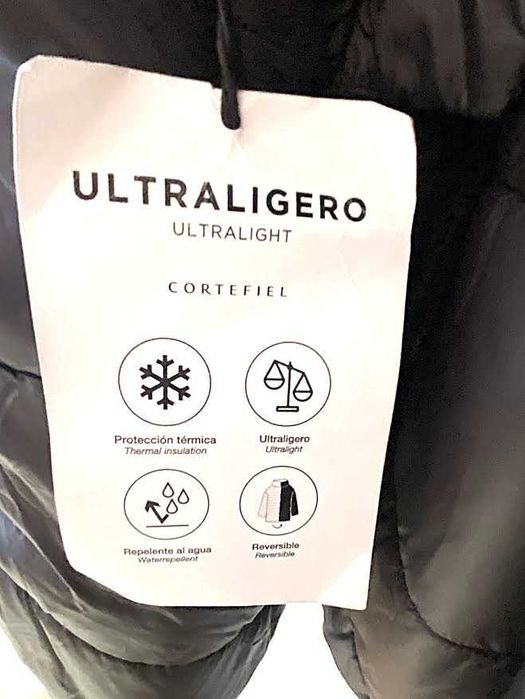 ULTRALIGERO
ULTRALIGHT
CORTEFIEL
Protección térmica
Thermal insulation
Ultraligero
Ultralight
Repelente al agua
Waterrepellent
Reversible
Reversible